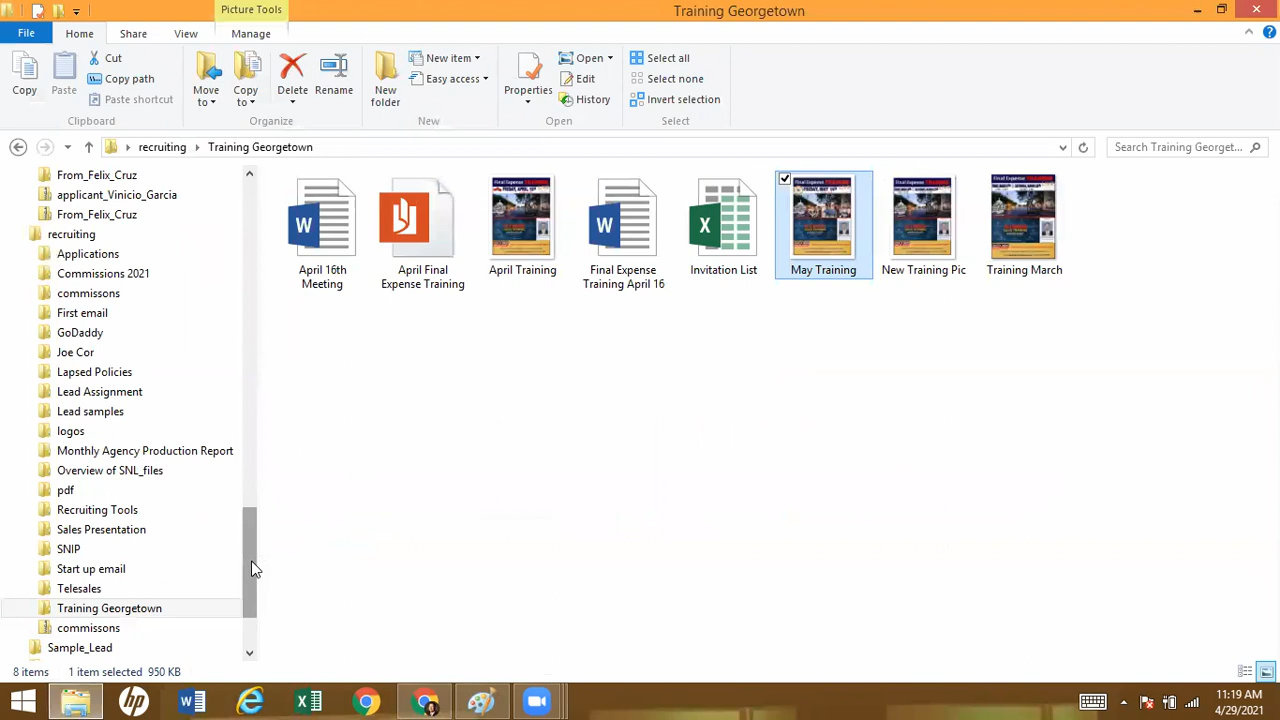 Picture Tools
Training Georgetown
File
Home
Share
View
Manage
Copy
Paste
Cut
Copy path
Paste shortcut
Move to
Copy to
Delete
Rename
New folder
New item
Easy access
Properties
Open
Edit
History
Select all
Select none
Invert selection
Clipboard
Organize
New
Open
Select
recruiting
Training Georgetown
Search Training Georget...
From_Felix_Cruz
recruiting
Applications
Commissions 2021
commissons
First email
GoDaddy
Joe Cor
Lapsed Policies
Lead Assignment
Lead samples
logos
Monthly Agency Production Report
Overview of SNL_files
pdf
Recruiting Tools
Sales Presentation
SNIP
Start up email
Telesales
Training Georgetown
commissons
Sample_Lead
From_Felix_Cruz
April 16th
Meeting
April Final
Expense Training
April Training
Final Expense
Training April 16
Invitation List
May Training
New Training Pic
Training March
8 items
1 item selected 950 KB
11:19 AM
4/29/2021